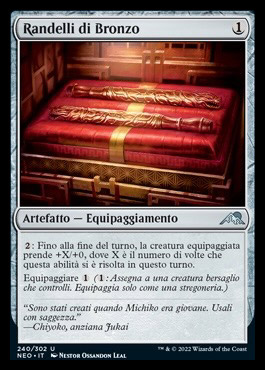 Randelli di Bronzo 1
Artefatto — Equipaggiamento
2: Fino alla fine del turno, la creatura equipaggiata
prende +X/+0, dove X è il numero di volte che
questa abilità si è risolta in questo turno.
Equipaggiare 1 (1: Assegna a una creatura bersaglio
che controlli. Equipaggia solo come una stregoneria.)
“Sono stati creati quando Michiko era giovane. Usali
con saggezza.”
—Chiyoko, anziana Jukai
240/302 U
NEO • IT Nestor Ossandon Leal
™ & © 2022 Wizards of the Coast